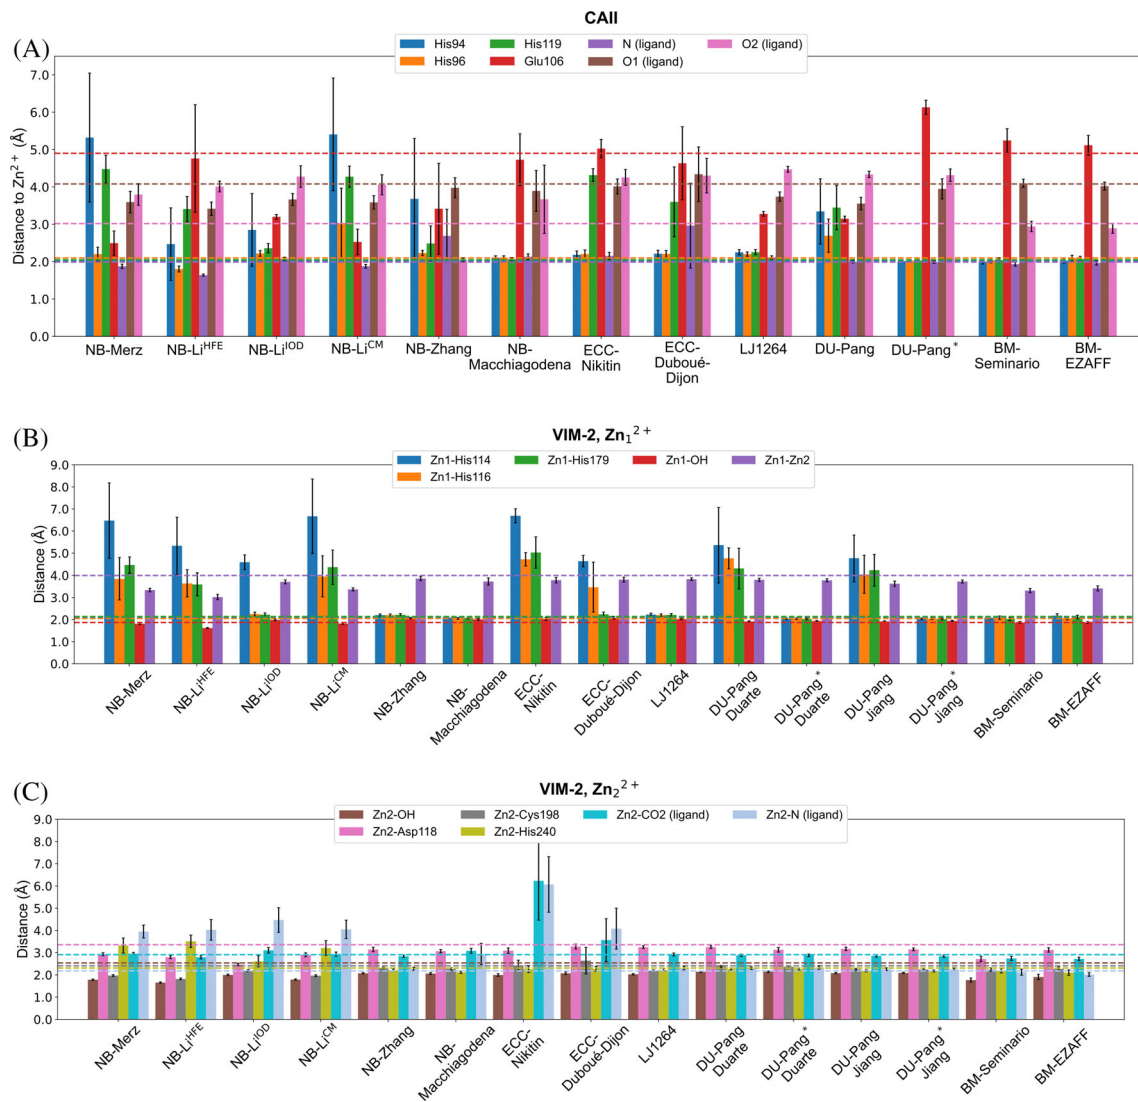 CAII
(A)
His94 His119 N (ligand) O2 (ligand)
His96 Glu106 O1 (ligand)
Distance to Zn²⁺ (Å)
7.0
6.0
5.0
4.0
3.0
2.0
1.0
0.0
NB-Merz NB-Liᴴᶠᴱ NB-Liᴵᴼᴰ NB-Liᶜᴹ NB-Zhang NB-Macchiagodena ECC-Nikitin ECC-Duboué-Dijon LJ1264 DU-Pang DU-Pang* BM-Seminario BM-EZAFF
(B)
VIM-2, Zn₁²⁺
Zn1-His114 Zn1-His179 Zn1-OH Zn1-Zn2
Zn1-His116
Distance (Å)
9.0
8.0
7.0
6.0
5.0
4.0
3.0
2.0
1.0
0.0
NB-Merz NB-Liᴴᶠᴱ NB-Liᴵᴼᴰ NB-Liᶜᴹ NB-Zhang NB-Macchiagodena ECC-Nikitin ECC-Duboué-Dijon LJ1264 DU-Pang Duarte DU-Pang* Duarte DU-Pang Jiang DU-Pang* Jiang BM-Seminario BM-EZAFF
(C)
VIM-2, Zn₂²⁺
Zn2-OH Zn2-Cys198 Zn2-CO2 (ligand) Zn2-N (ligand)
Zn2-Asp118 Zn2-His240
Distance (Å)
9.0
8.0
7.0
6.0
5.0
4.0
3.0
2.0
1.0
0.0
NB-Merz NB-Liᴴᶠᴱ NB-Liᴵᴼᴰ NB-Liᶜᴹ NB-Zhang NB-Macchiagodena ECC-Nikitin ECC-Duboué-Dijon LJ1264 DU-Pang Duarte DU-Pang* Duarte DU-Pang Jiang DU-Pang* Jiang BM-Seminario BM-EZAFF